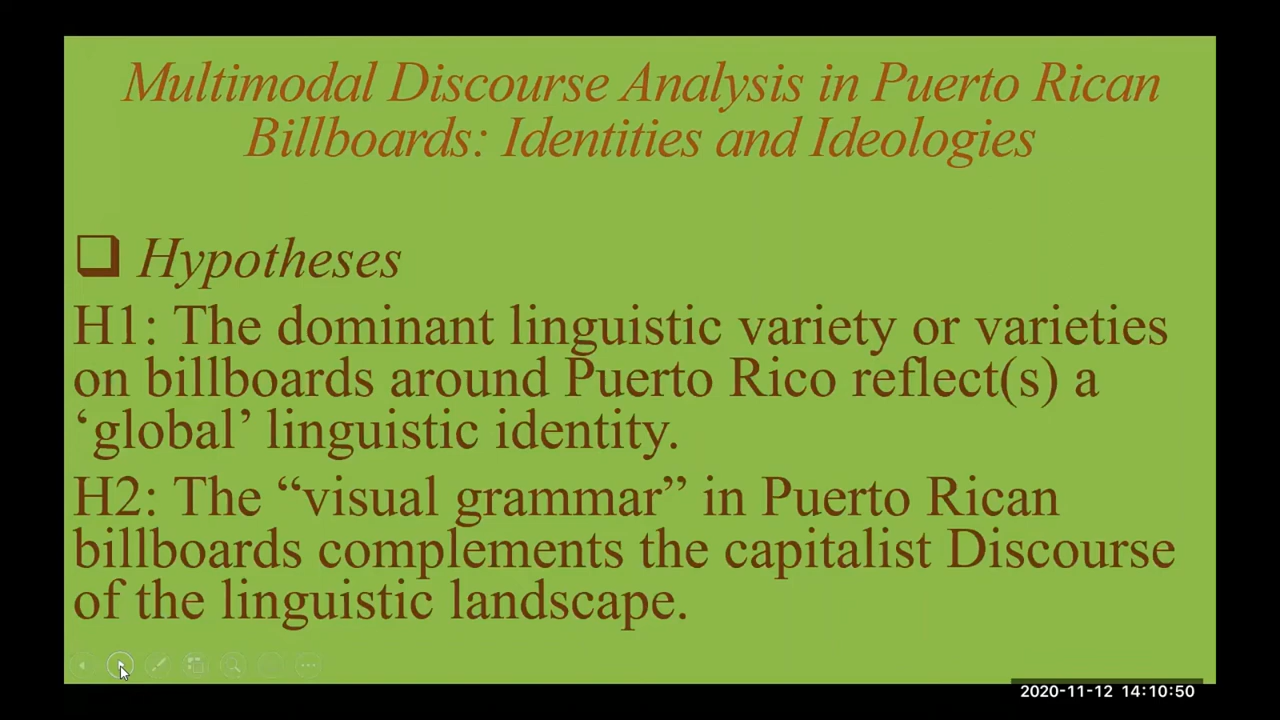 Multimodal Discourse Analysis in Puerto Rican
Billboards: Identities and Ideologies
Hypotheses
H1: The dominant linguistic variety or varieties
on billboards around Puerto Rico reflect(s) a
‘global’ linguistic identity.
H2: The “visual grammar” in Puerto Rican
billboards complements the capitalist Discourse
of the linguistic landscape.
2020-11-12 14:10:50